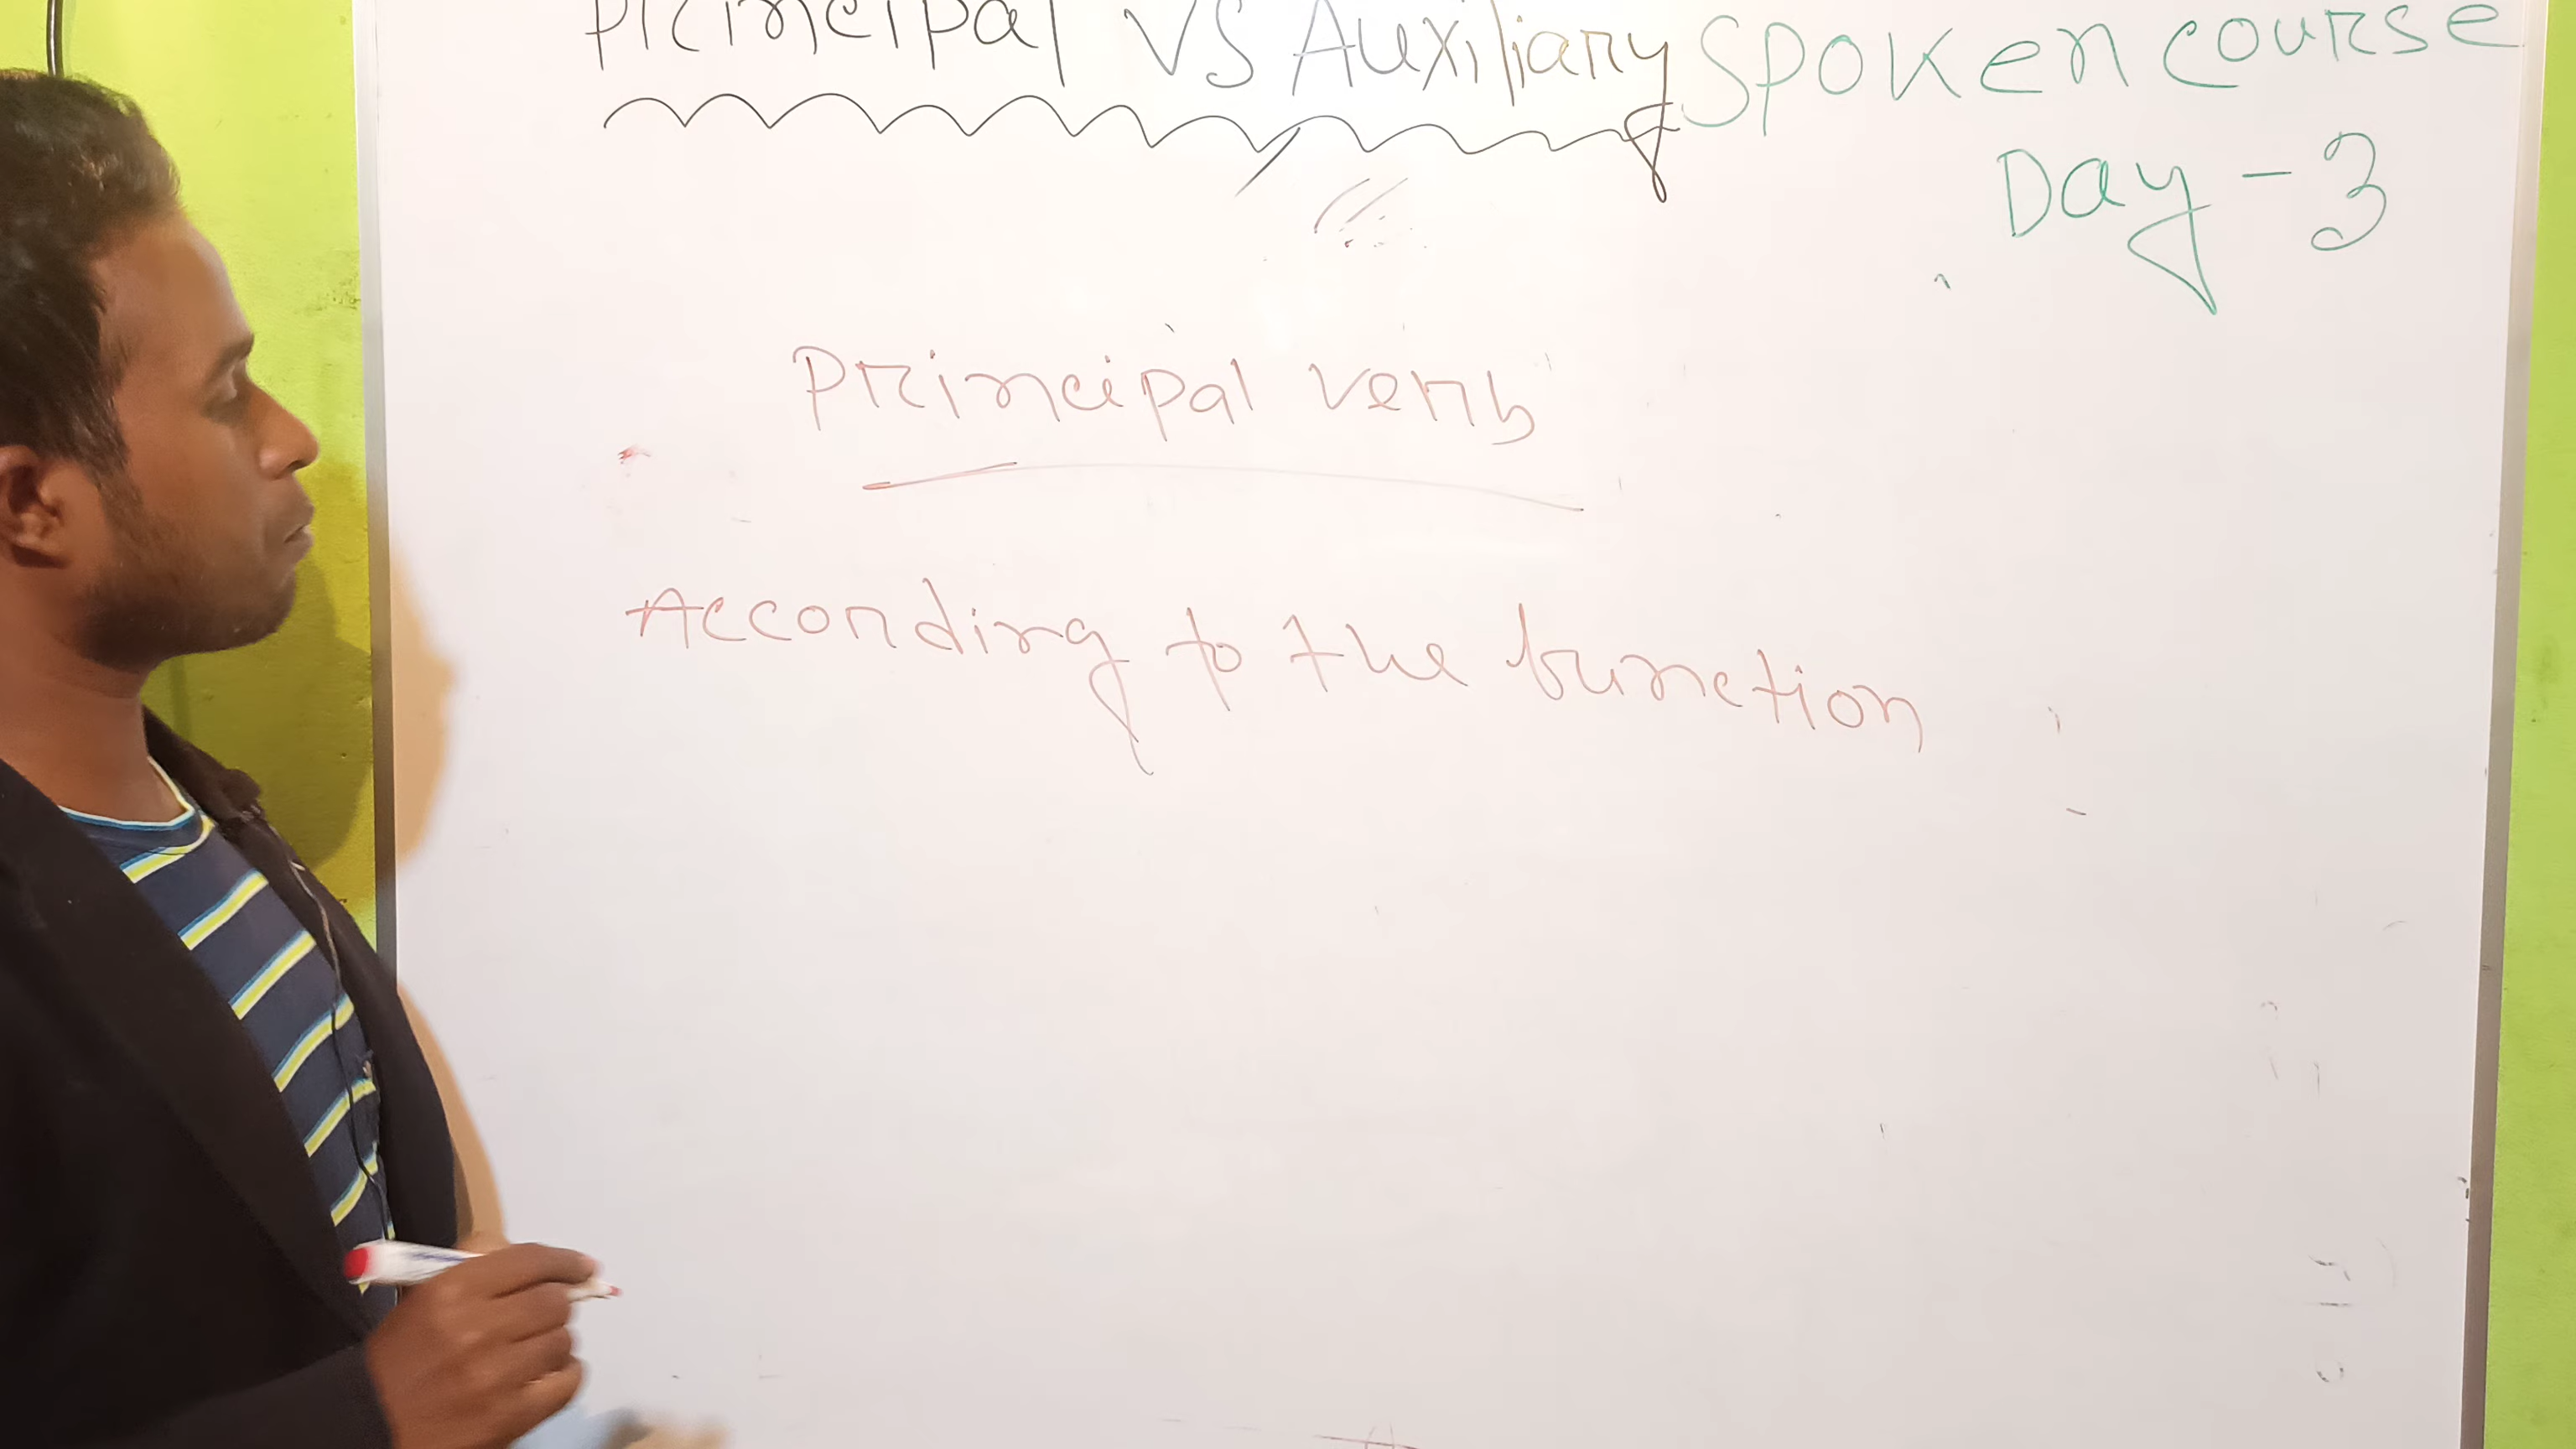 Principal VS Auxiliary
Spoken course
Day - 3
Principal verb
According to the function